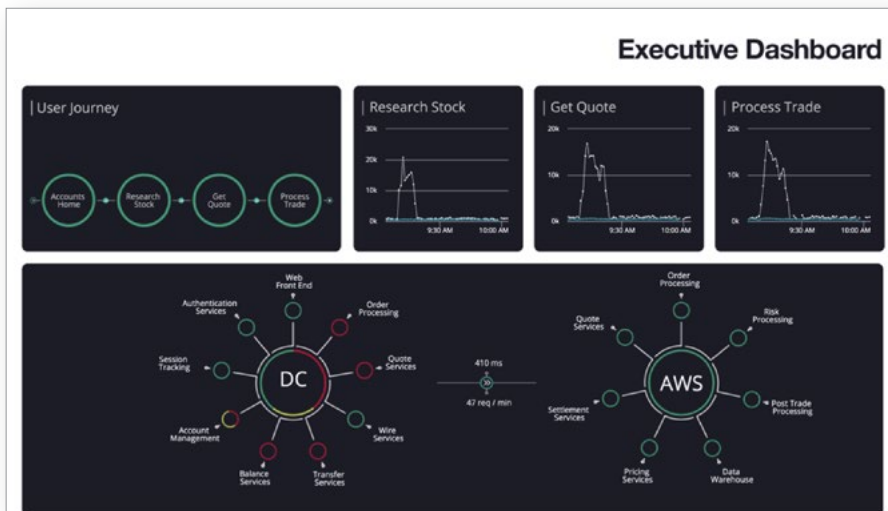 Executive Dashboard
User Journey
Accounts
Home
Research
Stock
Get
Quote
Process
Trade
Research Stock
30k
20k
10k
0k
9:30 AM
10:00 AM
Get Quote
20k
10k
0k
9:30 AM
10:00 AM
Process Trade
20k
10k
0k
9:30 AM
10:00 AM
Web
Front End
Authentication
Services
Order
Processing
Session
Tracking
DC
Quote
Services
Account
Management
Wire
Services
Balance
Services
Transfer
Services
410 ms
47 req / min
Order
Processing
Quote
Services
Risk
Processing
AWS
Settlement
Services
Post Trade
Processing
Pricing
Services
Data
Warehouse